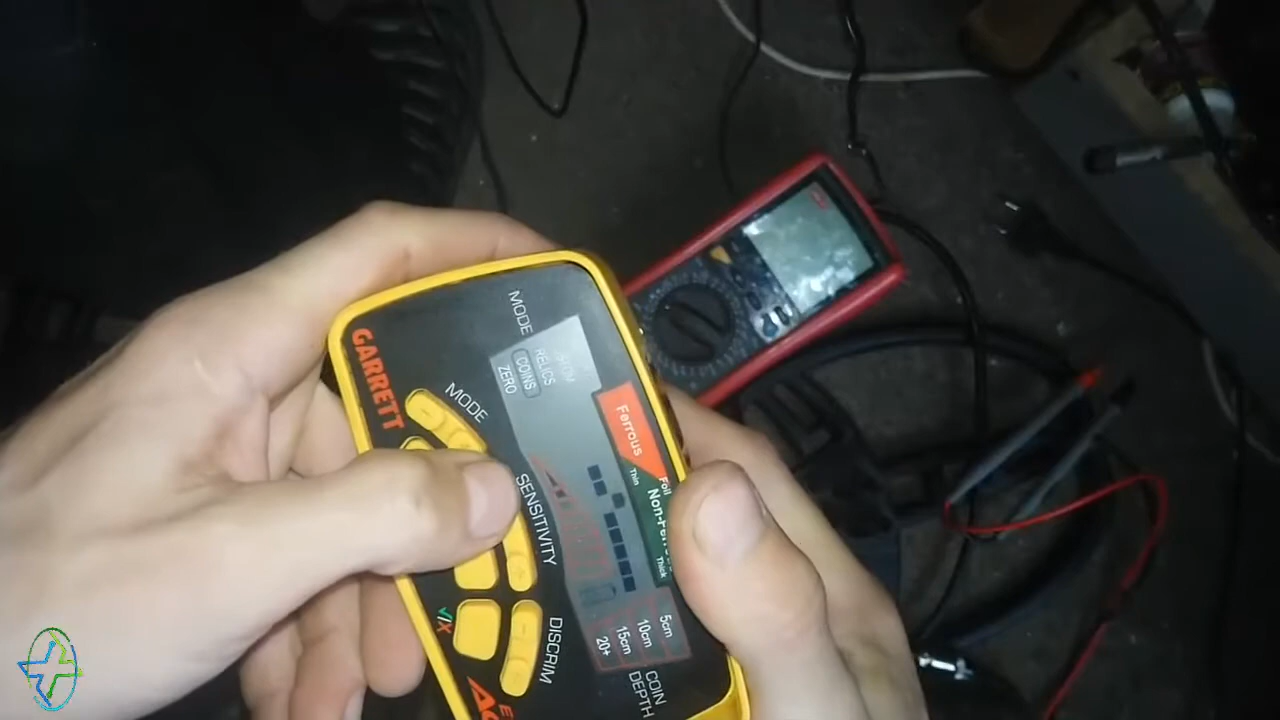 GARRETT
MODE
MODE
RELICS
COINS
ZERO
Ferrous
Foil
Thin
Thick
SENSITIVITY
DISCRIM
5cm
10cm
15cm
20+
COIN
DEPTH